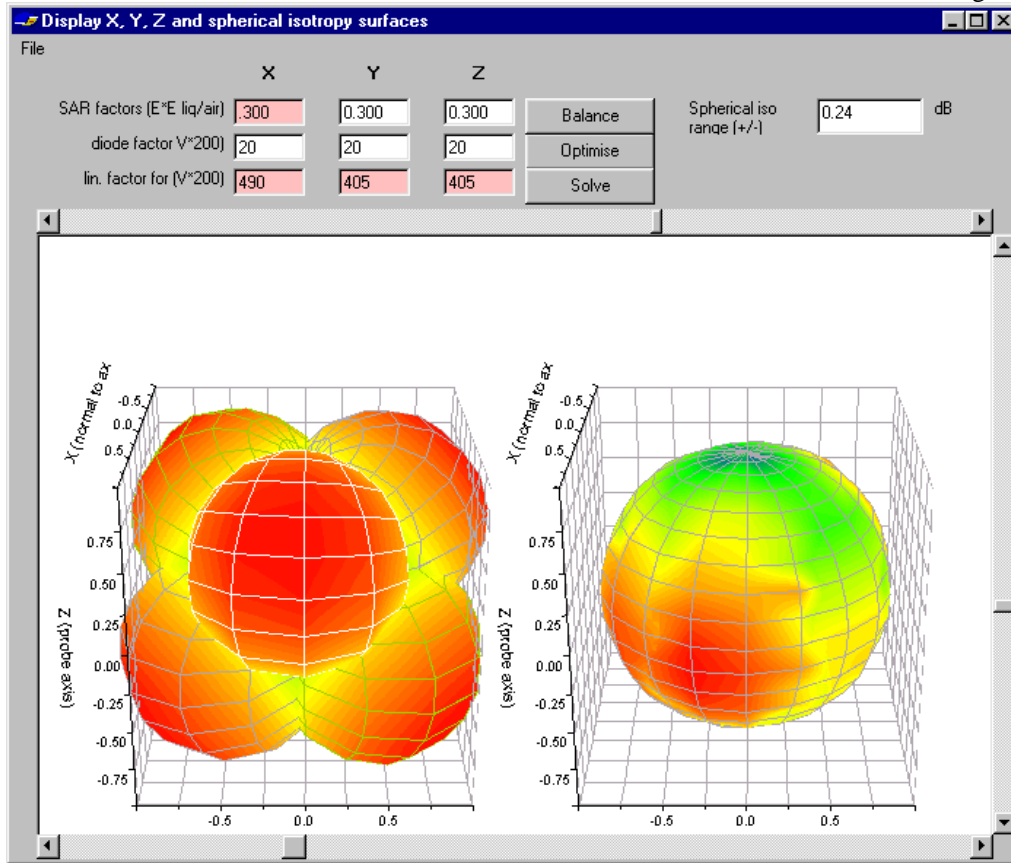 Display X, Y, Z and spherical isotropy surfaces
File
X Y Z
SAR factors (E*E liq/air) .300 0.300 0.300 Balance Spherical iso range (+/-) 0.24 dB
diode factor V*200) 20 20 20 Optimise
lin. factor for (V*200) 490 405 405 Solve
X (normal to ax
-0.5
0.0
0.5
0.75
0.50
0.25
0.00
-0.25
-0.50
-0.75
Z (probe axis)
-0.5 0.0 0.5
X (normal to ax
-0.5
0.0
0.5
0.75
0.50
0.25
0.00
-0.25
-0.50
-0.75
Z (probe axis)
-0.5 0.0 0.5